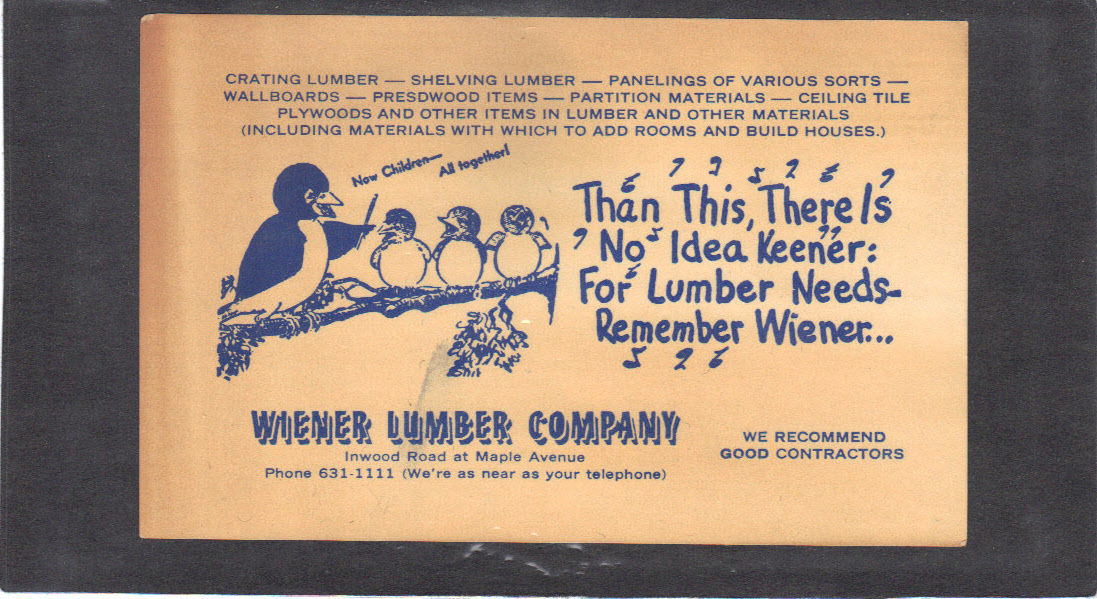 CRATING LUMBER — SHELVING LUMBER — PANELINGS OF VARIOUS SORTS —
WALLBOARDS — PRESDWOOD ITEMS — PARTITION MATERIALS — CEILING TILE
PLYWOODS AND OTHER ITEMS IN LUMBER AND OTHER MATERIALS
(INCLUDING MATERIALS WITH WHICH TO ADD ROOMS AND BUILD HOUSES.)
Now Children—
All together!
Than This, There Is
No Idea Keener:
For Lumber Needs-
Remember Wiener...
WIENER LUMBER COMPANY
Inwood Road at Maple Avenue
Phone 631-1111 (We're as near as your telephone)
WE RECOMMEND
GOOD CONTRACTORS